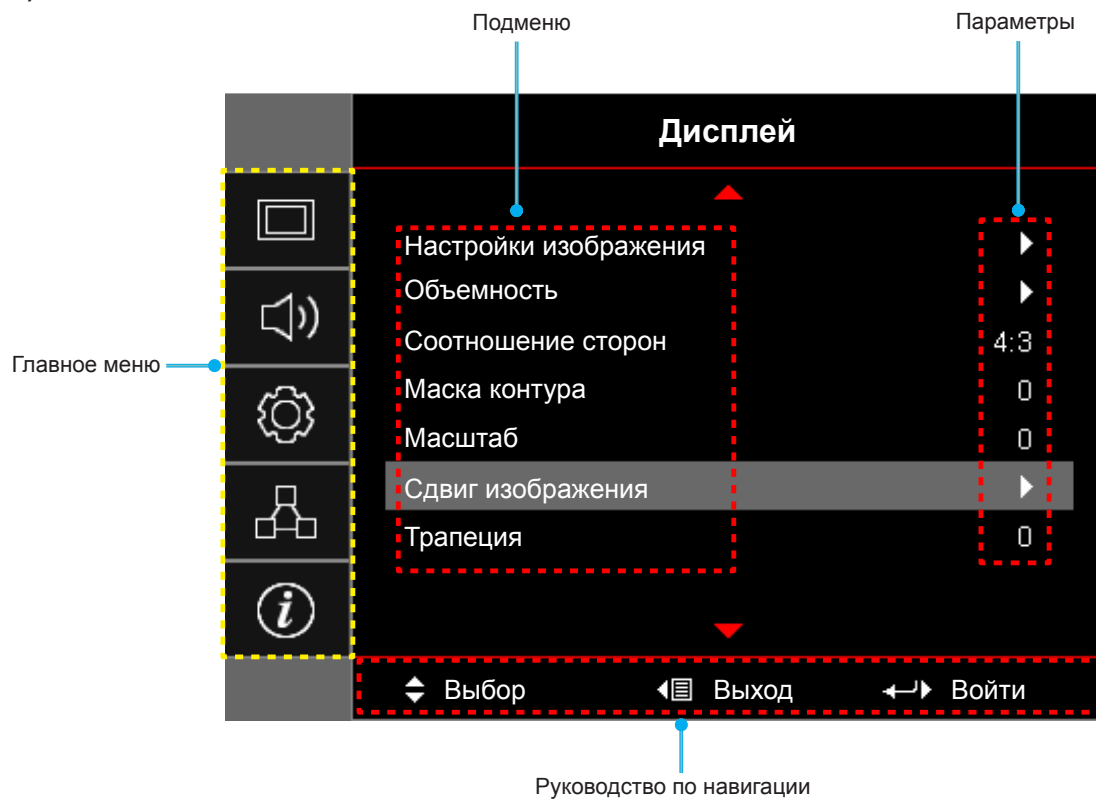 Подменю
Параметры
Дисплей
Настройки изображения
Объемность
Соотношение сторон 4:3
Маска контура 0
Масштаб 0
Сдвиг изображения
Трапеция 0
Главное меню
Выбор Выход Войти
Руководство по навигации